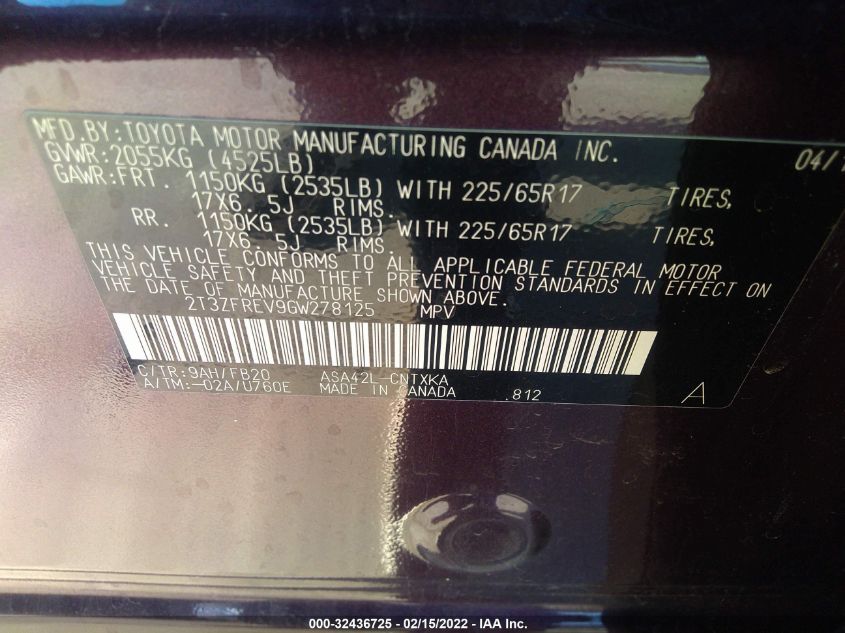 MFD.BY:TOYOTA MOTOR MANUFACTURING CANADA INC. 04/1
GVWR:2055KG (4525LB)
GAWR:FRT. 1150KG (2535LB) WITH 225/65R17 TIRES,
17X6. 5J RIMS.
RR. 1150KG (2535LB) WITH 225/65R17 TIRES,
17X6. 5J RIMS.
THIS VEHICLE CONFORMS TO ALL APPLICABLE FEDERAL MOTOR
VEHICLE SAFETY AND THEFT PREVENTION STANDARDS IN EFFECT ON
THE DATE OF MANUFACTURE SHOWN ABOVE.
2T3ZFREV9GW278125 MPV
C/TR:9AH/FB20 ASA42L-CNTXKA
A/TM:-02A/U760E MADE IN CANADA .812 A
000-32436725 - 02/15/2022 - IAA Inc.